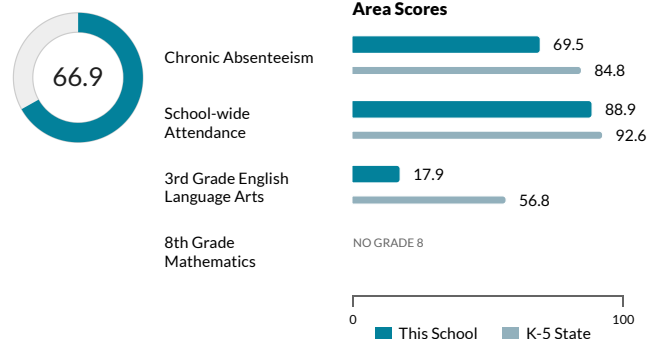 Area Scores
66.9
Chronic Absenteeism
69.5
84.8
School-wide
Attendance
88.9
92.6
3rd Grade English
Language Arts
17.9
56.8
8th Grade
Mathematics
NO GRADE 8
0
100
This School
K-5 State